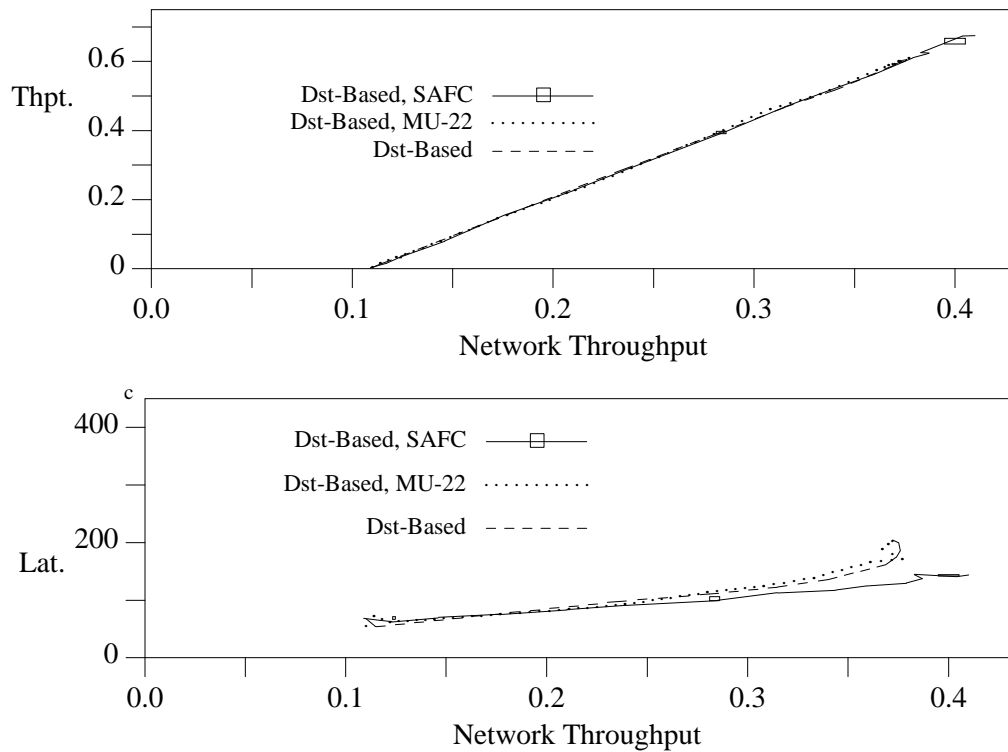 0.6
Thpt.
0.4
0.2
0
Dst-Based, SAFC
Dst-Based, MU-22
Dst-Based
0.0 0.1 0.2 0.3 0.4
Network Throughput
c
400
Lat.
200
0
Dst-Based, SAFC
Dst-Based, MU-22
Dst-Based
0.0 0.1 0.2 0.3 0.4
Network Throughput